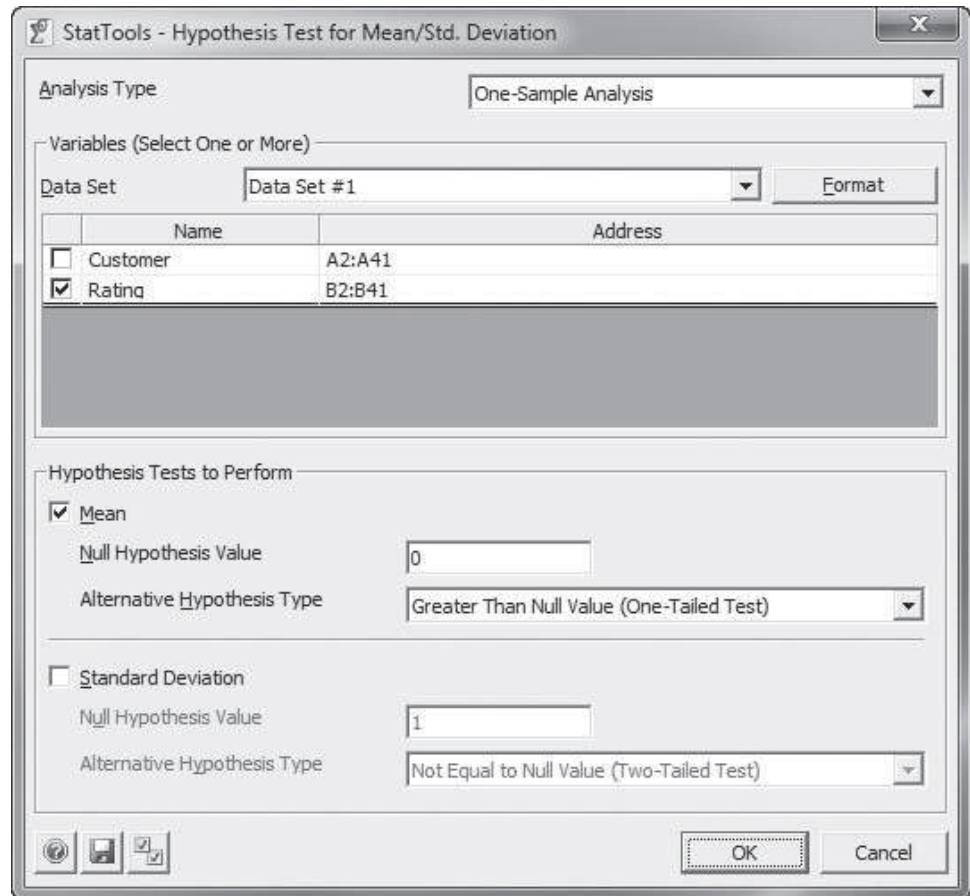 StatTools - Hypothesis Test for Mean/Std. Deviation
Analysis Type One-Sample Analysis
Variables (Select One or More)
Data Set Data Set #1 Format
Name Address
Customer A2:A41
Rating B2:B41
Hypothesis Tests to Perform
Mean
Null Hypothesis Value 0
Alternative Hypothesis Type Greater Than Null Value (One-Tailed Test)
Standard Deviation
Null Hypothesis Value 1
Alternative Hypothesis Type Not Equal to Null Value (Two-Tailed Test)
OK Cancel